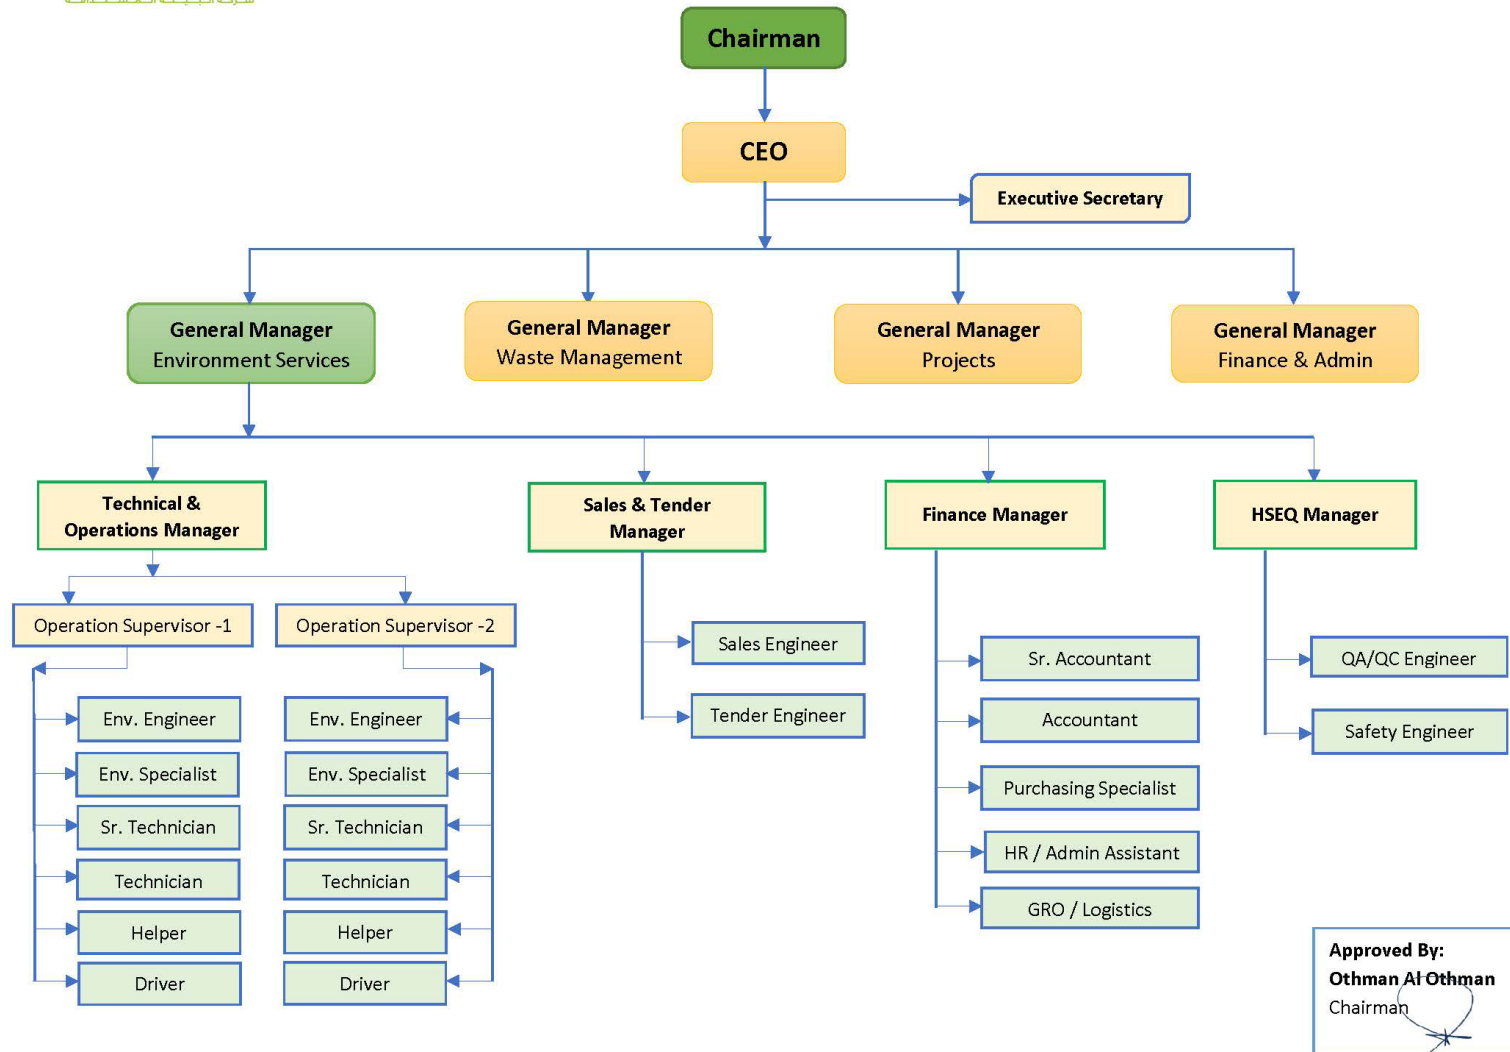 Chairman
CEO
Executive Secretary
General Manager
Environment Services
General Manager
Waste Management
General Manager
Projects
General Manager
Finance & Admin
Technical &
Operations Manager
Sales & Tender
Manager
Finance Manager
HSEQ Manager
Operation Supervisor -1
Operation Supervisor -2
Env. Engineer
Env. Specialist
Sr. Technician
Technician
Helper
Driver
Env. Engineer
Env. Specialist
Sr. Technician
Technician
Helper
Driver
Sales Engineer
Tender Engineer
Sr. Accountant
Accountant
Purchasing Specialist
HR / Admin Assistant
GRO / Logistics
QA/QC Engineer
Safety Engineer
Approved By:
Othman Al Othman
Chairman